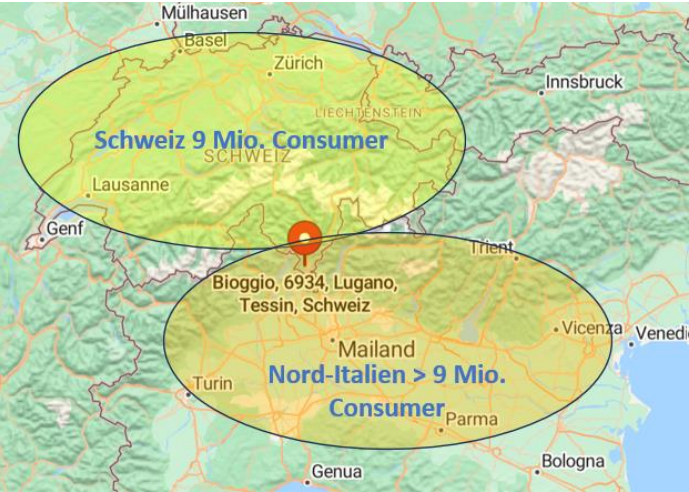 Mülhausen
Basel
Zürich
Innsbruck
LIECHTENSTEIN
Schweiz 9 Mio. Consumer
SCHWEIZ
Lausanne
Genf
Trient
Bioggio, 6934, Lugano,
Tessin, Schweiz
Vicenza
Venedi
Mailand
Nord-Italien > 9 Mio.
Consumer
Turin
Parma
Bologna
Genua